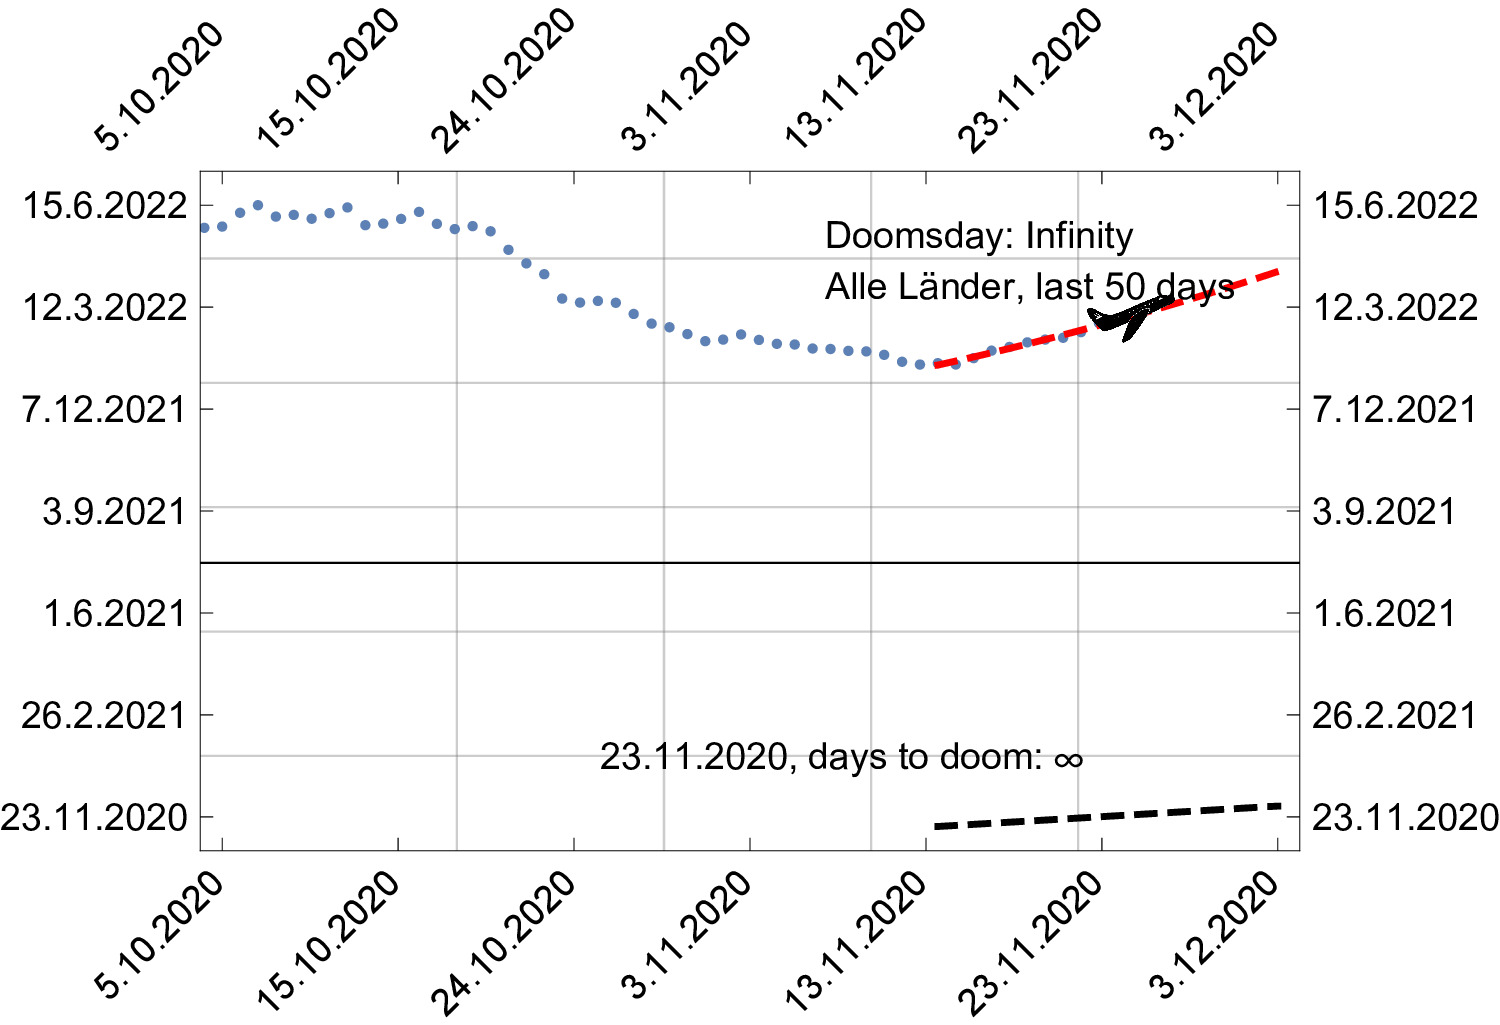 5.10.2020 15.10.2020 24.10.2020 3.11.2020 13.11.2020 23.11.2020 3.12.2020
15.6.2022 15.6.2022
Doomsday: Infinity
Alle Länder, last 50 days
12.3.2022 12.3.2022
7.12.2021 7.12.2021
3.9.2021 3.9.2021
1.6.2021 1.6.2021
26.2.2021 26.2.2021
23.11.2020, days to doom: ∞
23.11.2020 23.11.2020
5.10.2020 15.10.2020 24.10.2020 3.11.2020 13.11.2020 23.11.2020 3.12.2020